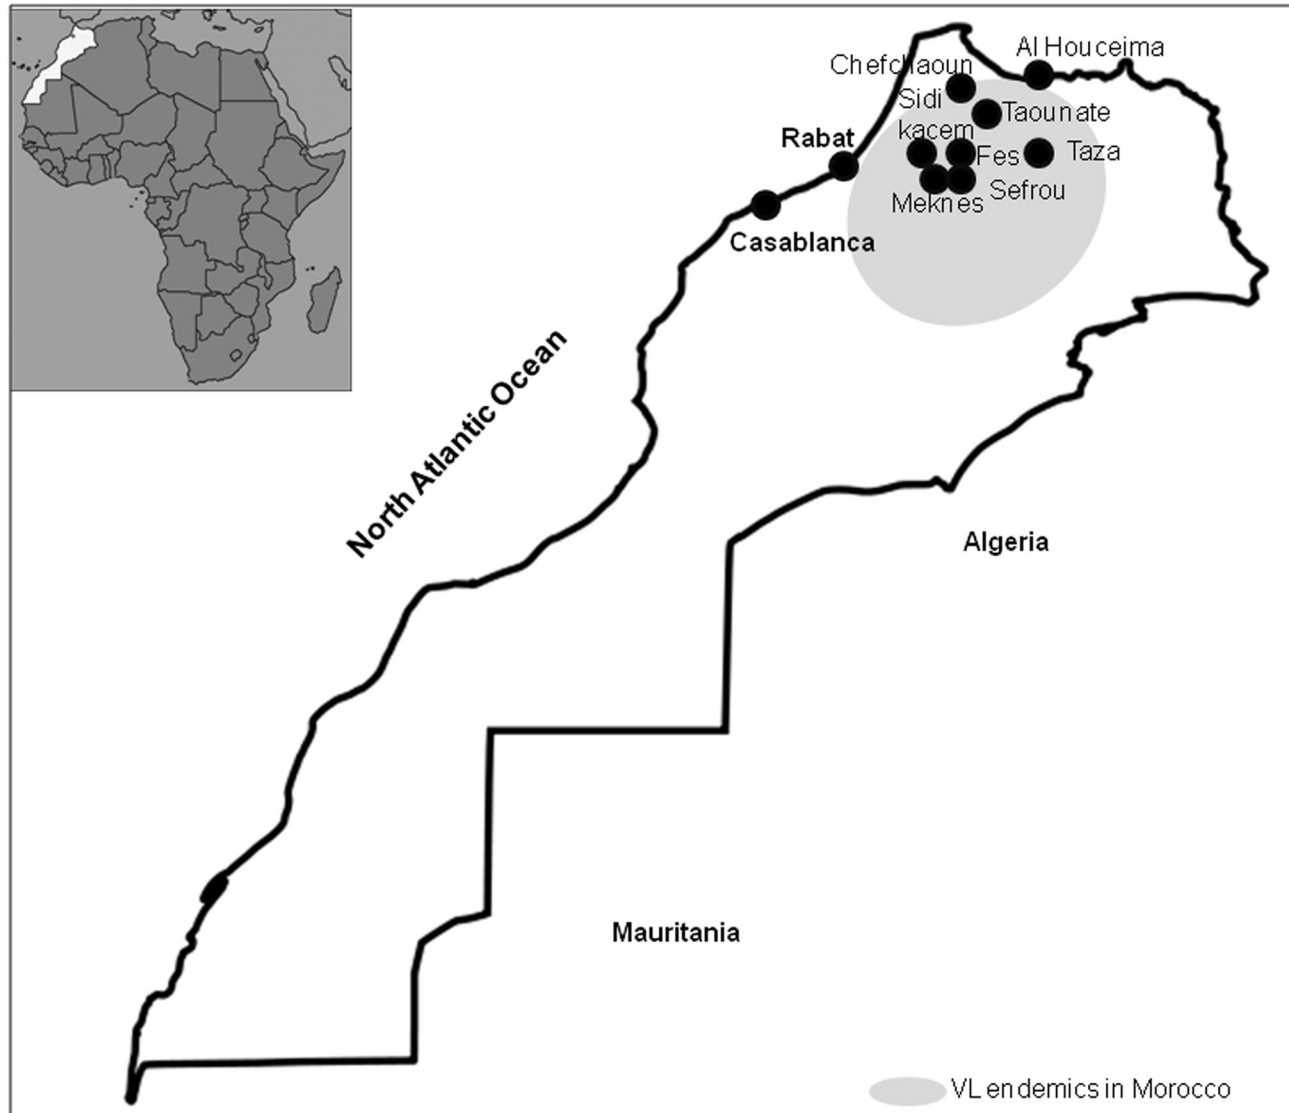 Al Houceima
Chefchaoun
Sidi
kacem
Taounate
Rabat
Fes
Taza
Sefrou
Meknes
Casablanca
North Atlantic Ocean
Algeria
Mauritania
VL endemics in Morocco